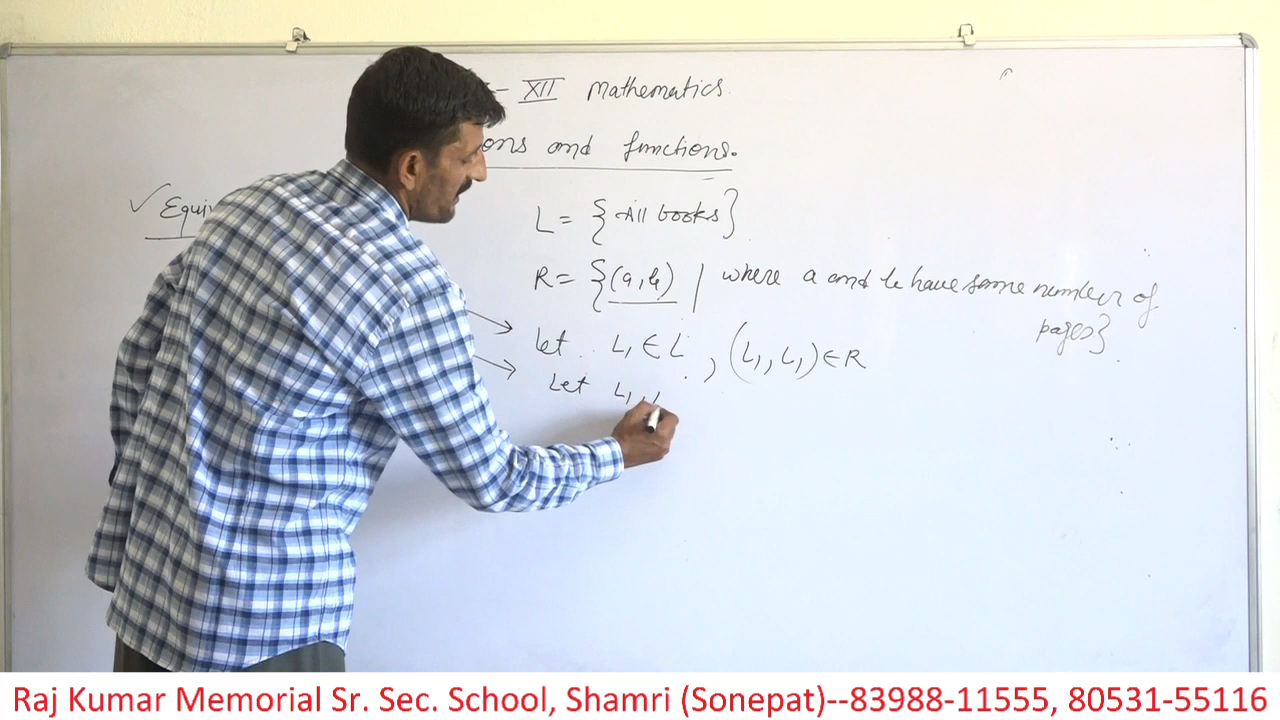 - XII Mathematics.
ons and functions.
✓ Equi
L = { All books }
R = { (a, b) | where a and b have same number of
pages}
Let L₁ ∈ L , (L₁, L₁) ∈ R
Let L₁,
Raj Kumar Memorial Sr. Sec. School, Shamri (Sonepat)--83988-11555, 80531-55116